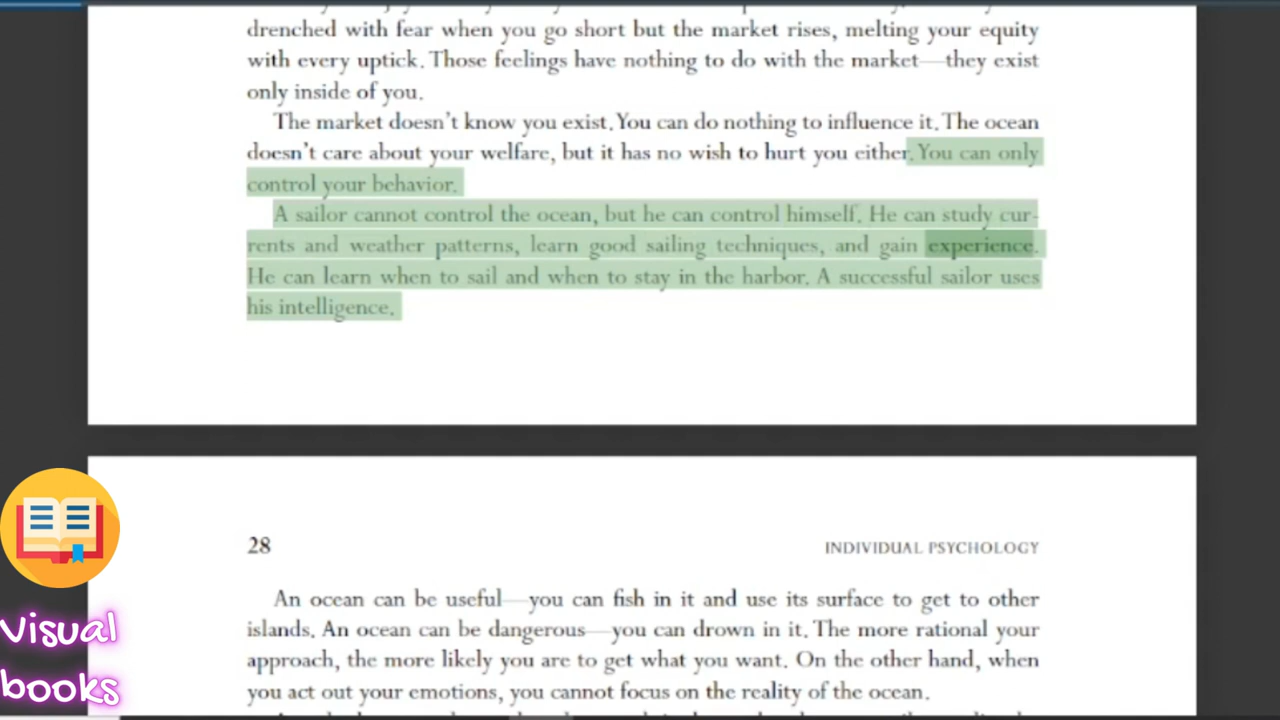 drenched with fear when you go short but the market rises, melting your equity
with every uptick. Those feelings have nothing to do with the market—they exist
only inside of you.
The market doesn't know you exist. You can do nothing to influence it. The ocean
doesn't care about your welfare, but it has no wish to hurt you either. You can only
control your behavior.
A sailor cannot control the ocean, but he can control himself. He can study cur-
rents and weather patterns, learn good sailing techniques, and gain experience.
He can learn when to sail and when to stay in the harbor. A successful sailor uses
his intelligence.
28 INDIVIDUAL PSYCHOLOGY
An ocean can be useful—you can fish in it and use its surface to get to other
islands. An ocean can be dangerous—you can drown in it. The more rational your
approach, the more likely you are to get what you want. On the other hand, when
you act out your emotions, you cannot focus on the reality of the ocean.
Visual
books